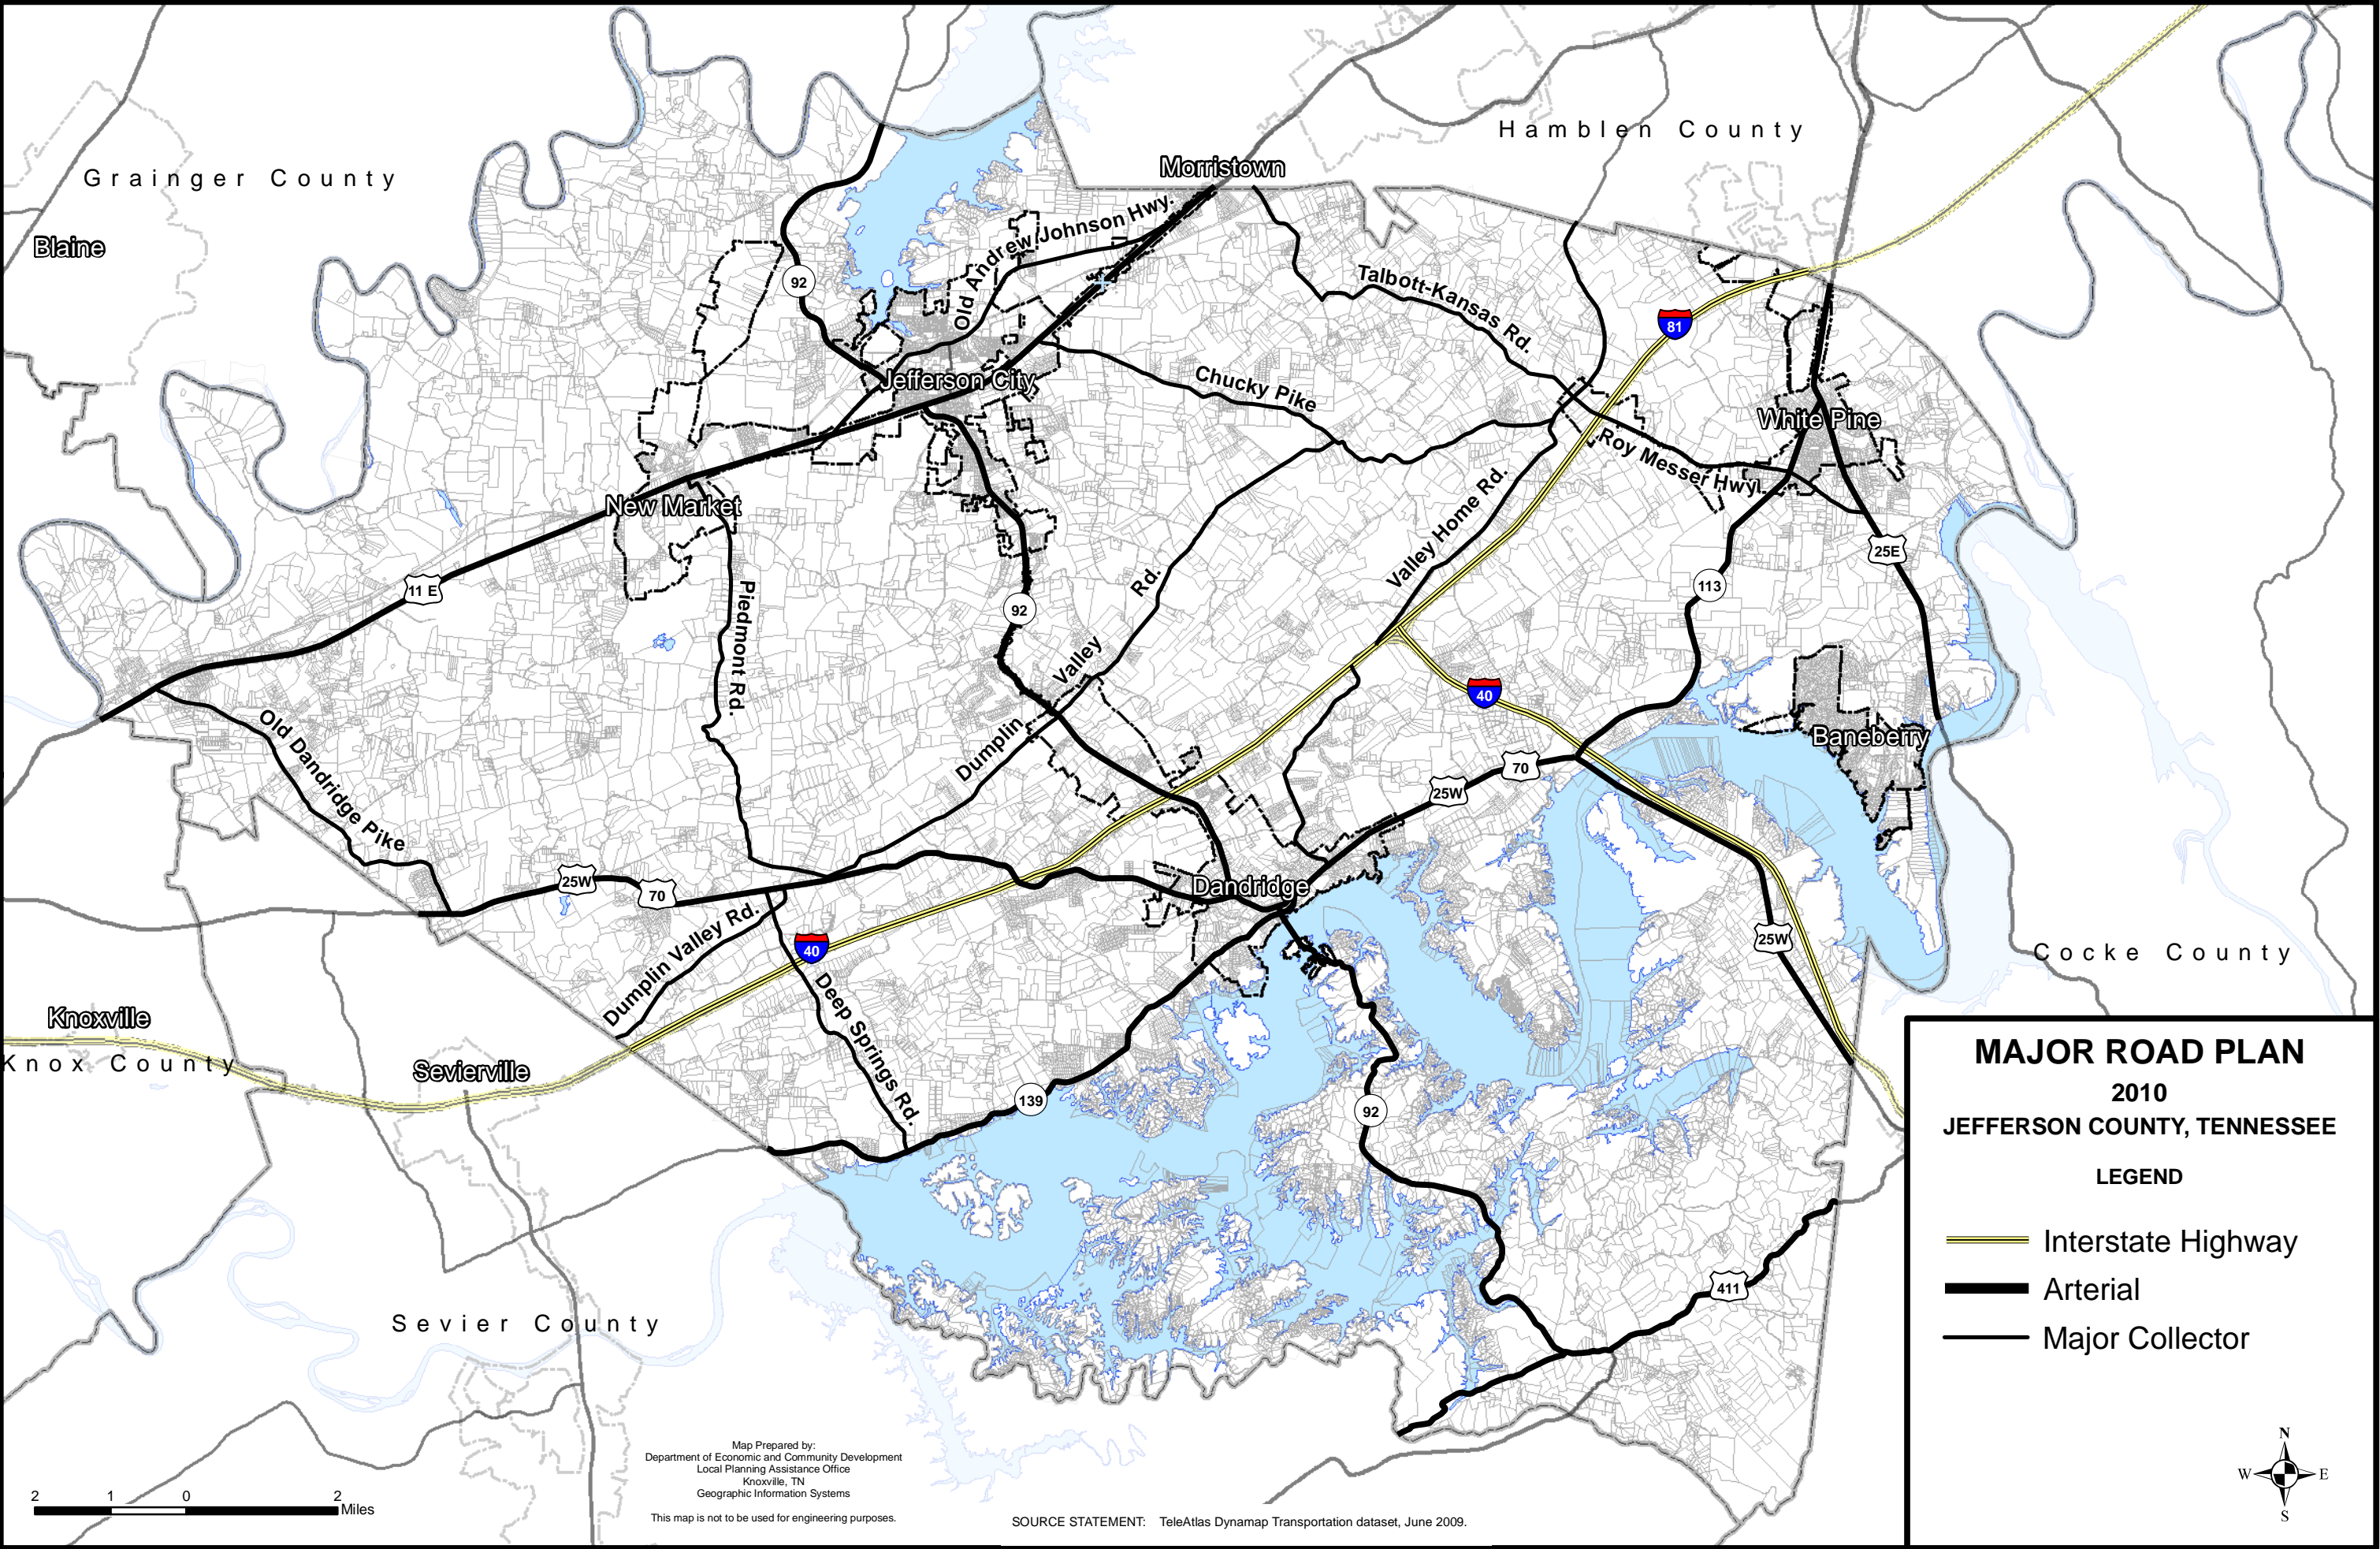 Hamblen County
Morristown
Grainger County
Blaine
Old Andrew Johnson Hwy.
92
Talbott-Kansas Rd.
81
Jefferson City
Chucky Pike
White Pine
Roy Messer Hwy.
New Market
Valley Home Rd.
25E
11 E
113
92
Piedmont Rd.
Dumplin Valley Rd.
40
Old Dandridge Pike
Baneberry
70
25W
25W
70
Dandridge
Dumplin Valley Rd.
40
25W
Cocke County
Deep Springs Rd.
Knoxville
Knox County
Sevierville
139
92
411
Sevier County
MAJOR ROAD PLAN
2010
JEFFERSON COUNTY, TENNESSEE
LEGEND
Interstate Highway
Arterial
Major Collector
N
W E
S
Map Prepared by:
Department of Economic and Community Development
Local Planning Assistance Office
Knoxville, TN
Geographic Information Systems
This map is not to be used for engineering purposes.
2 1 0 2
Miles
SOURCE STATEMENT: TeleAtlas Dynamap Transportation dataset, June 2009.